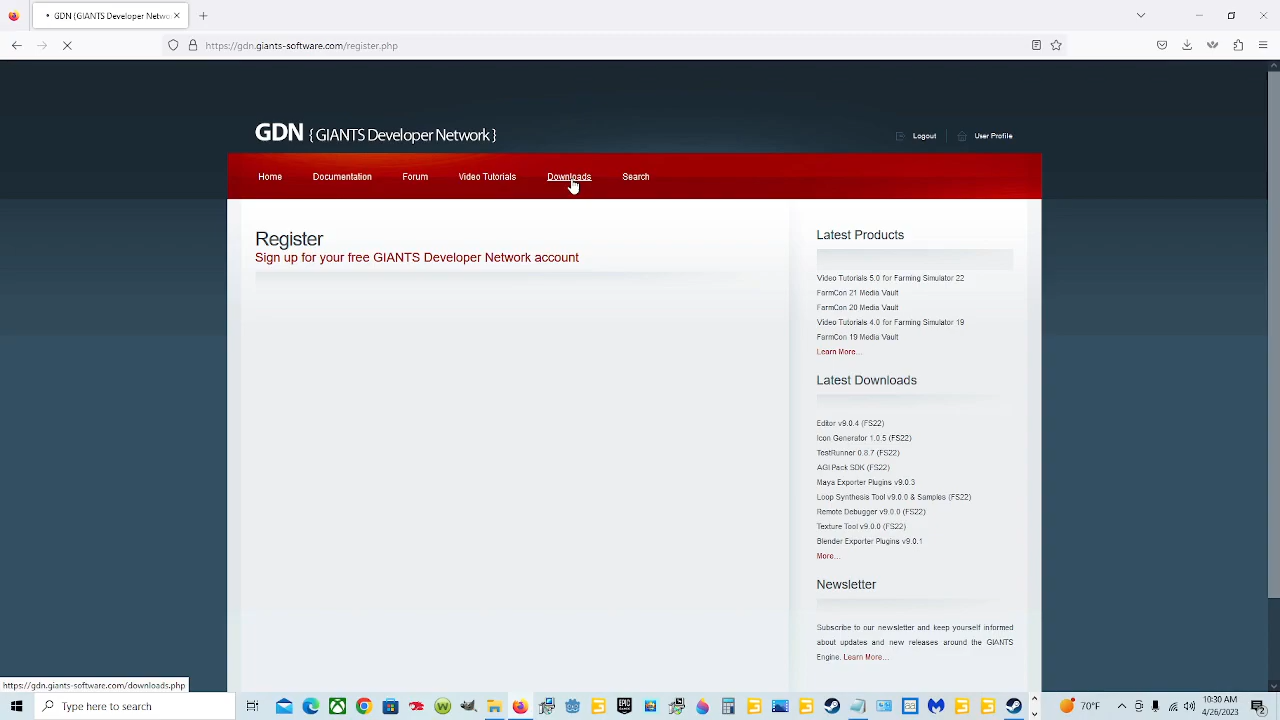 GDN {GIANTS Developer Netwo
https://gdn.giants-software.com/register.php
GDN { GIANTS Developer Network }
Logout
User Profile
Home
Documentation
Forum
Video Tutorials
Downloads
Search
Register
Sign up for your free GIANTS Developer Network account
Latest Products
Video Tutorials 5.0 for Farming Simulator 22
FarmCon 21 Media Vault
FarmCon 20 Media Vault
Video Tutorials 4.0 for Farming Simulator 19
FarmCon 19 Media Vault
Learn More...
Latest Downloads
Editor v9.0.4 (FS22)
Icon Generator 1.0.5 (FS22)
TestRunner 0.8.7 (FS22)
AGI Pack SDK (FS22)
Maya Exporter Plugins v9.0.3
Loop Synthesis Tool v9.0.0 & Samples (FS22)
Remote Debugger v9.0.0 (FS22)
Texture Tool v9.0.0 (FS22)
Blender Exporter Plugins v9.0.1
More...
Newsletter
Subscribe to our newsletter and keep yourself informed
about updates and new releases around the GIANTS
Engine. Learn More...
https://gdn.giants-software.com/downloads.php
Type here to search
70°F
10:30 AM
4/26/2023
2